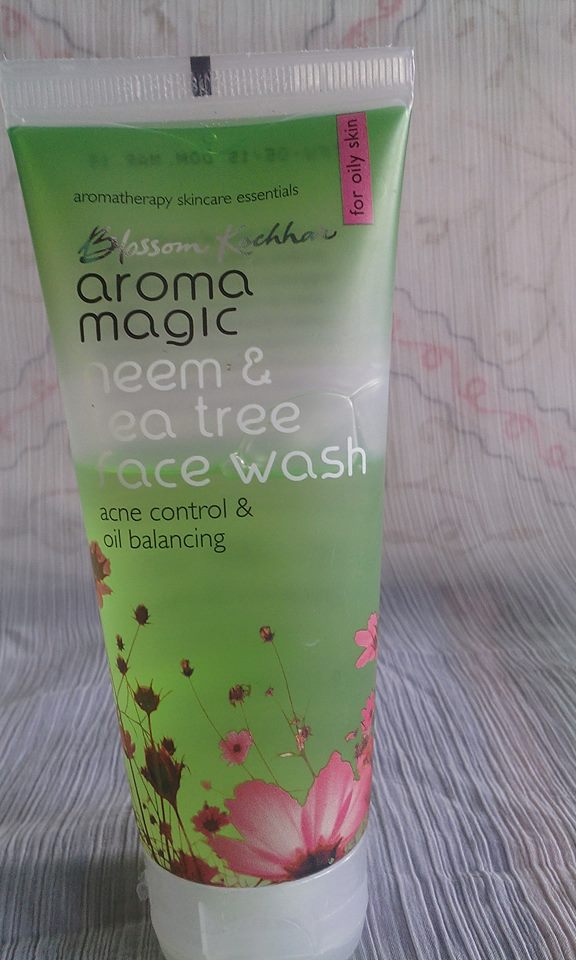 for oily skin
aromatherapy skincare essentials
Blossom Kochhar
aroma
magic
neem &
tea tree
face wash
acne control &
oil balancing